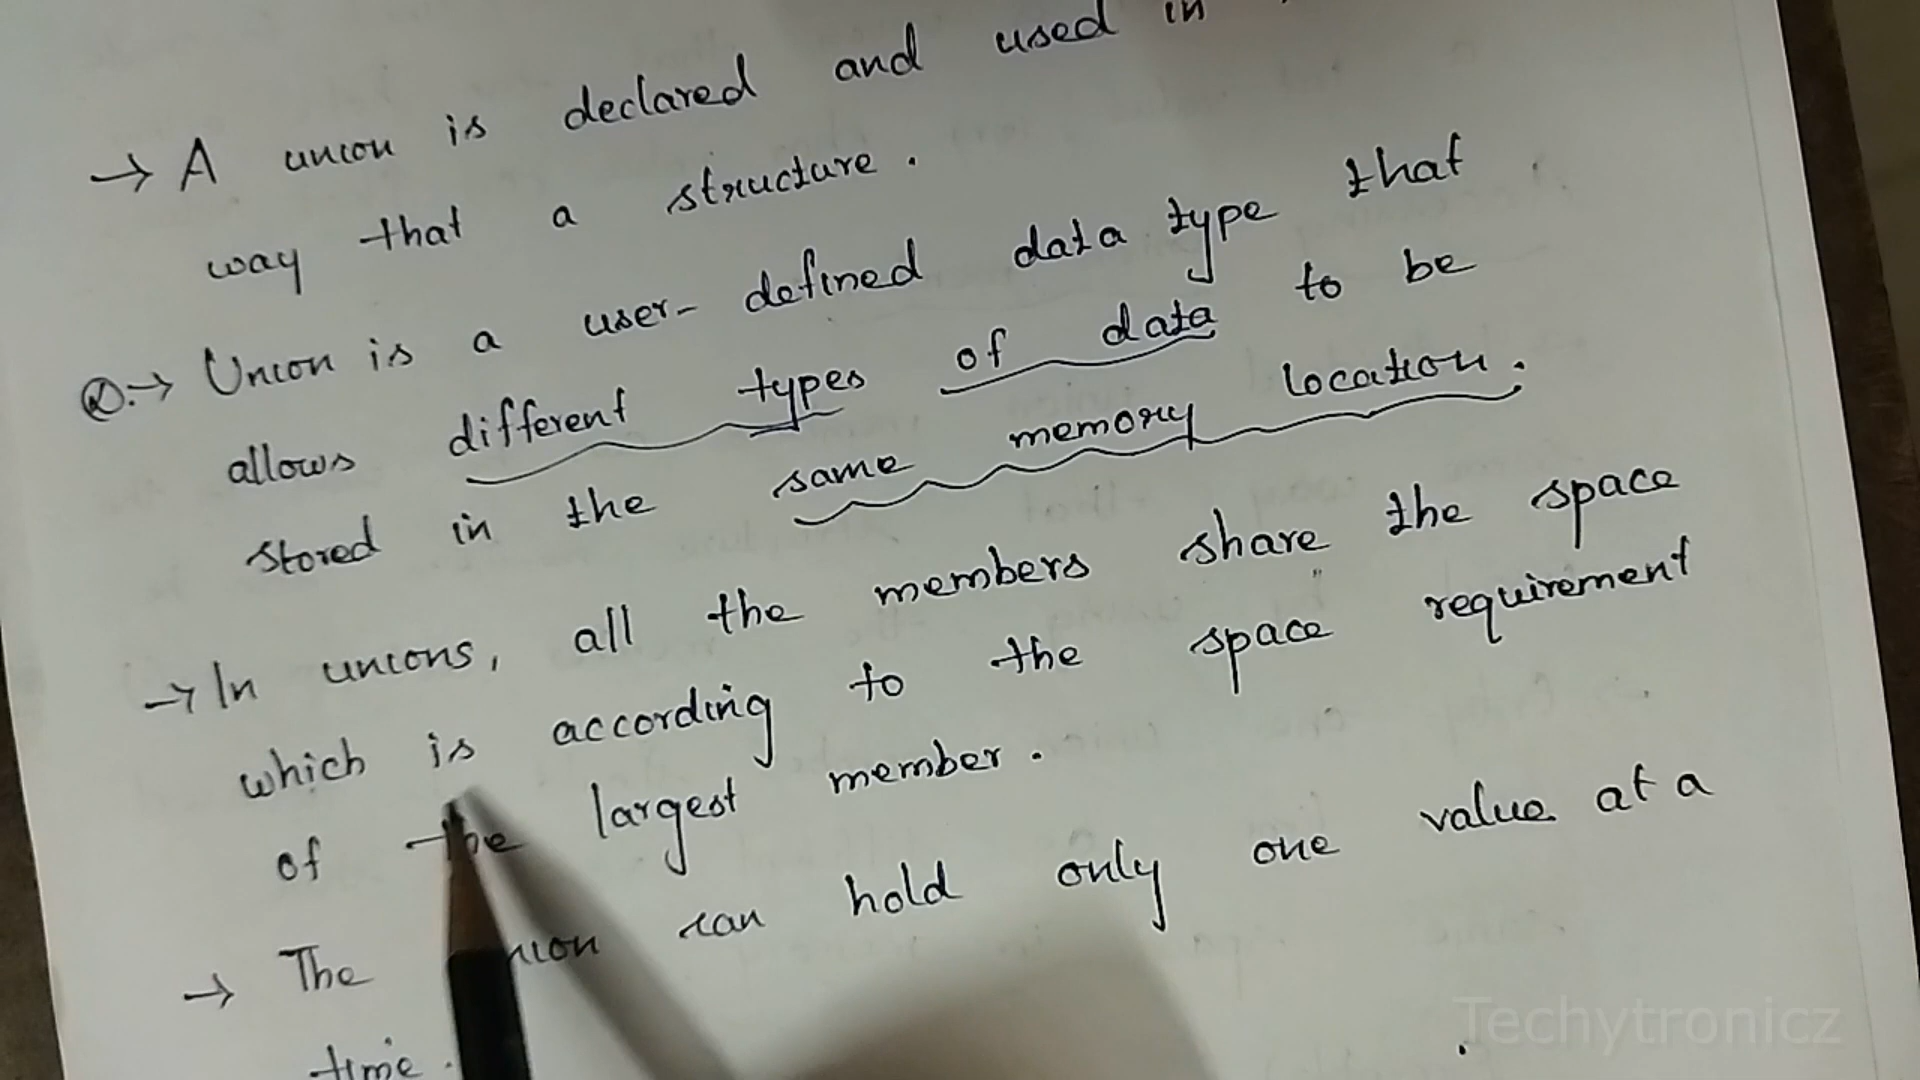 → A union is declared and used in
way that a structure.
Q.→ Union is a user-defined data type that
allows different types of data to be
stored in the same memory location.
→ In unions, all the members share the space
which is according to the space requirement
of the largest member.
→ The union can hold only one value at a
time.
Techytronicz